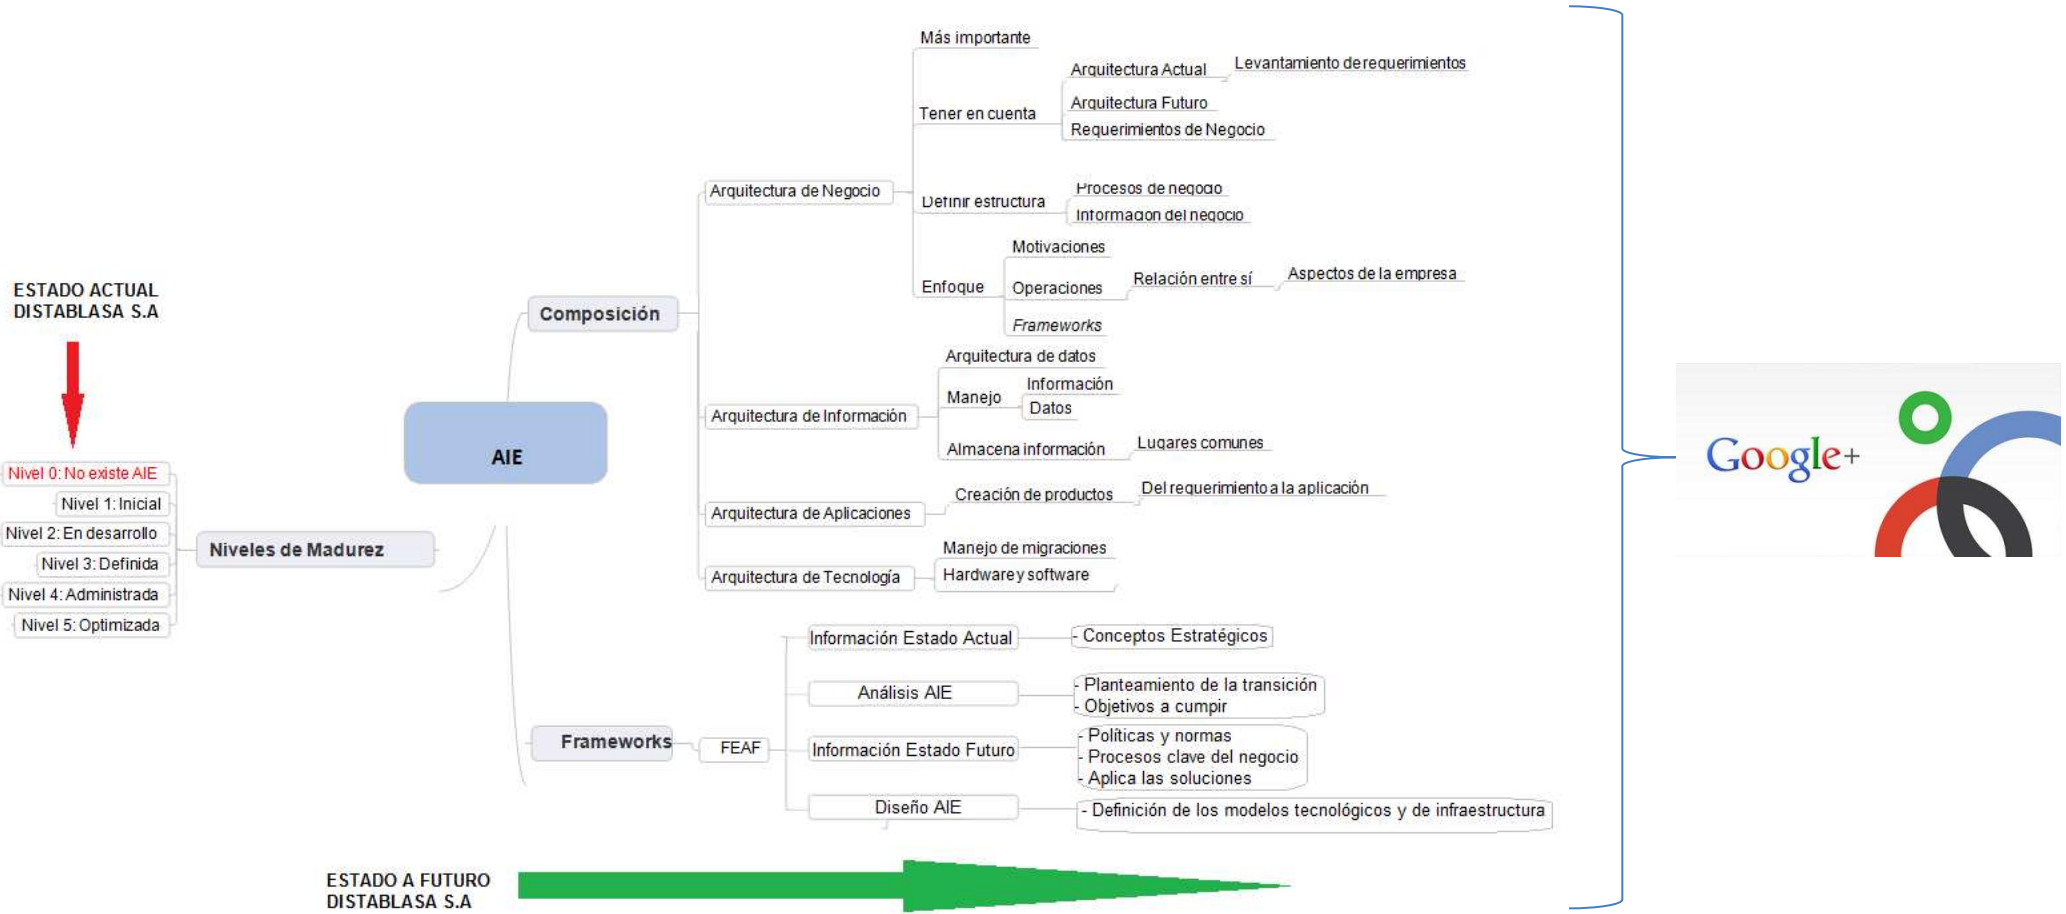 ESTADO ACTUAL
DISTABLASA S.A
Nivel 0: No existe AIE
Nivel 1: Inicial
Nivel 2: En desarrollo
Nivel 3: Definida
Nivel 4: Administrada
Nivel 5: Optimizada
Niveles de Madurez
AIE
Composición
Arquitectura de Negocio
Más importante
Tener en cuenta
Arquitectura Actual
Levantamiento de requerimientos
Arquitectura Futuro
Requerimientos de Negocio
Definir estructura
Procesos de negocio
Información del negocio
Enfoque
Motivaciones
Operaciones
Relación entre sí
Aspectos de la empresa
Frameworks
Arquitectura de Información
Arquitectura de datos
Manejo
Información
Datos
Almacena información
Lugares comunes
Arquitectura de Aplicaciones
Creación de productos
Del requerimiento a la aplicación
Arquitectura de Tecnología
Manejo de migraciones
Hardware y software
Frameworks
FEAF
Información Estado Actual
- Conceptos Estratégicos
Análisis AIE
- Planteamiento de la transición
- Objetivos a cumpir
Información Estado Futuro
- Políticas y normas
- Procesos clave del negocio
- Aplica las soluciones
Diseño AIE
- Definición de los modelos tecnológicos y de infraestructura
ESTADO A FUTURO
DISTABLASA S.A
Google+